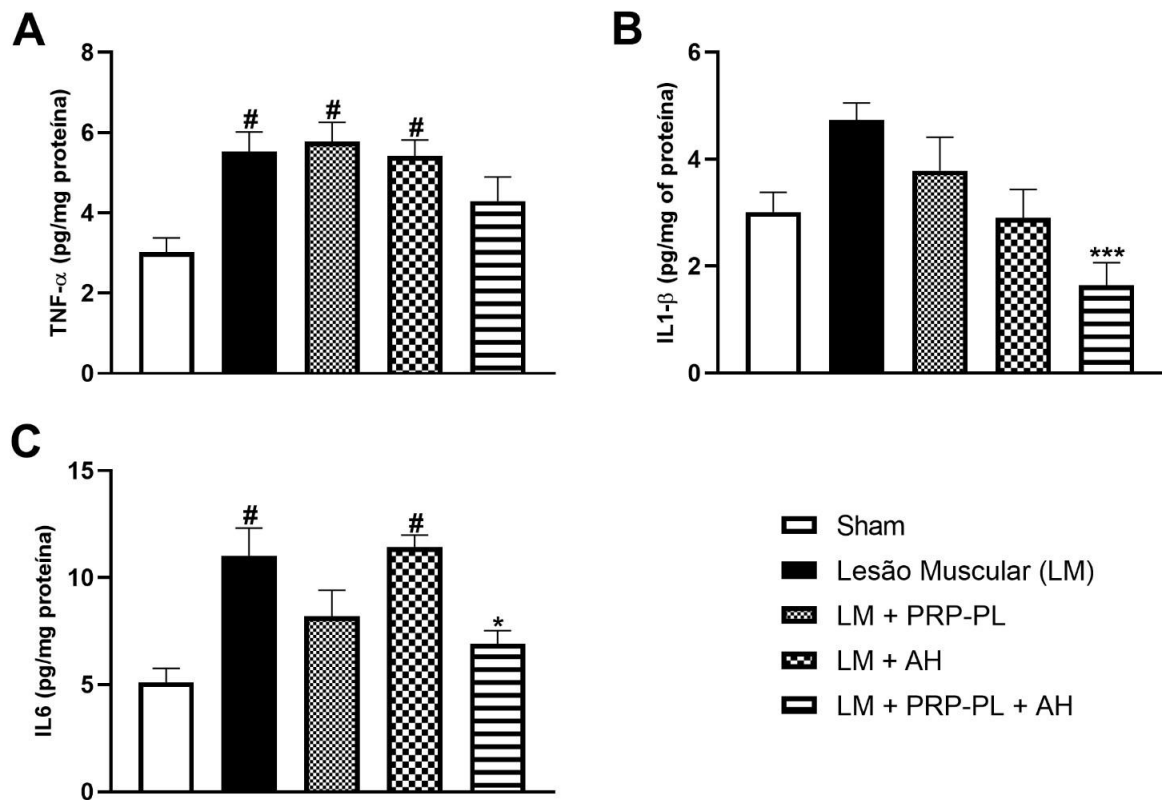 A
TNF-α (pg/mg proteína)
8
6
4
2
0
#
#
#
B
IL1-β (pg/mg of proteína)
6
4
2
0
***
C
IL6 (pg/mg proteína)
15
10
5
0
#
#
*
Sham
Lesão Muscular (LM)
LM + PRP-PL
LM + AH
LM + PRP-PL + AH